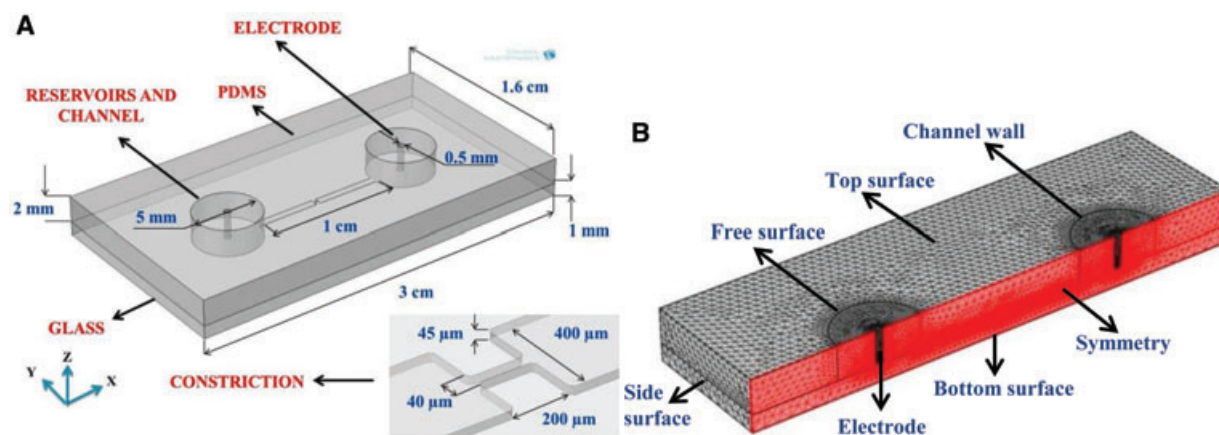 A
ELECTRODE
RESERVOIRS AND
CHANNEL
PDMS
1.6 cm
0.5 mm
2 mm
5 mm
1 cm
1 mm
3 cm
GLASS
Z
Y
X
CONSTRICTION
45 µm
400 µm
40 µm
200 µm
B
Channel wall
Top surface
Free surface
Symmetry
Bottom surface
Side
surface
Electrode